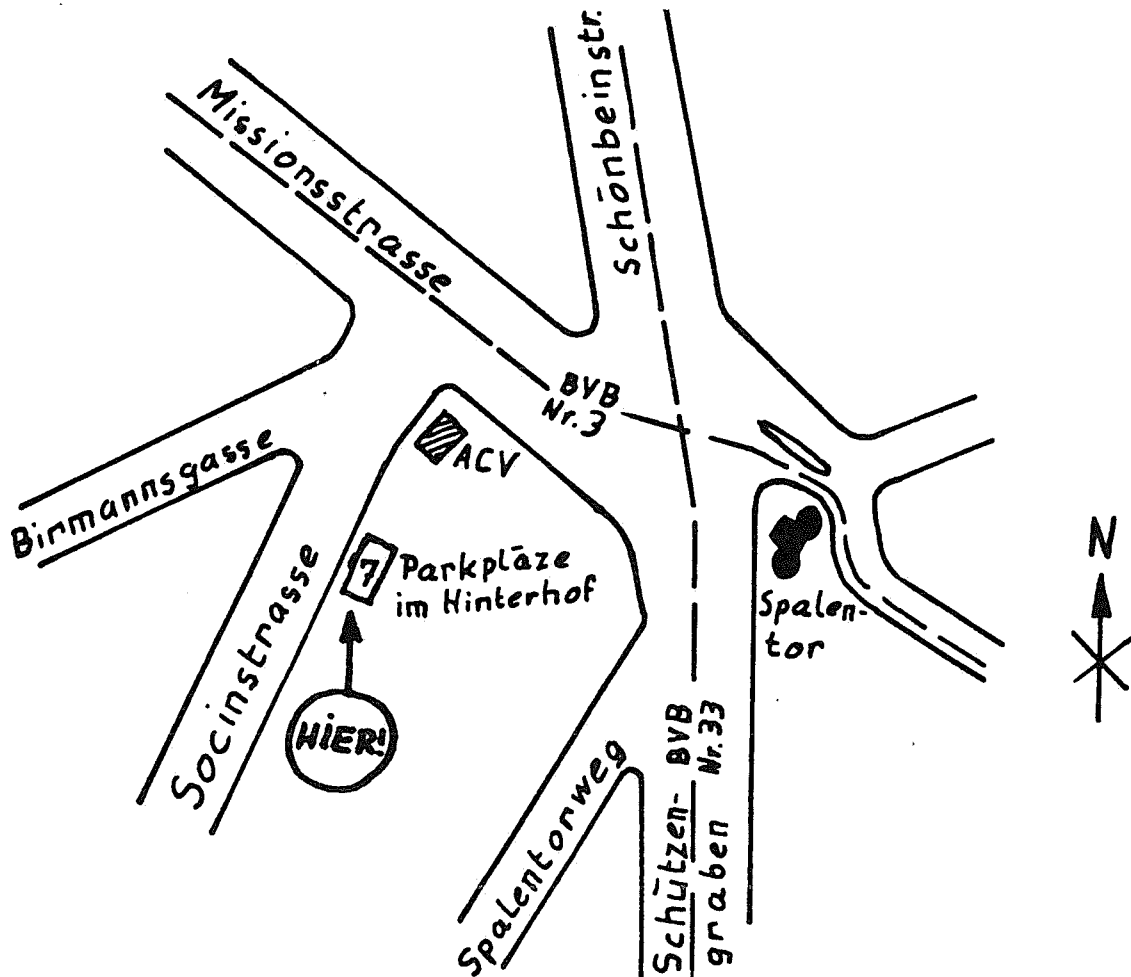 Schönbeinstr.
Missionsstrasse
BVB
Nr.3
ACV
Birmannsgasse
7
Parkpläze
im Hinterhof
Spalen-
tor
N
Socinstrasse
HiER!
Spalentorweg
Schützen-
graben
BVB
Nr.33